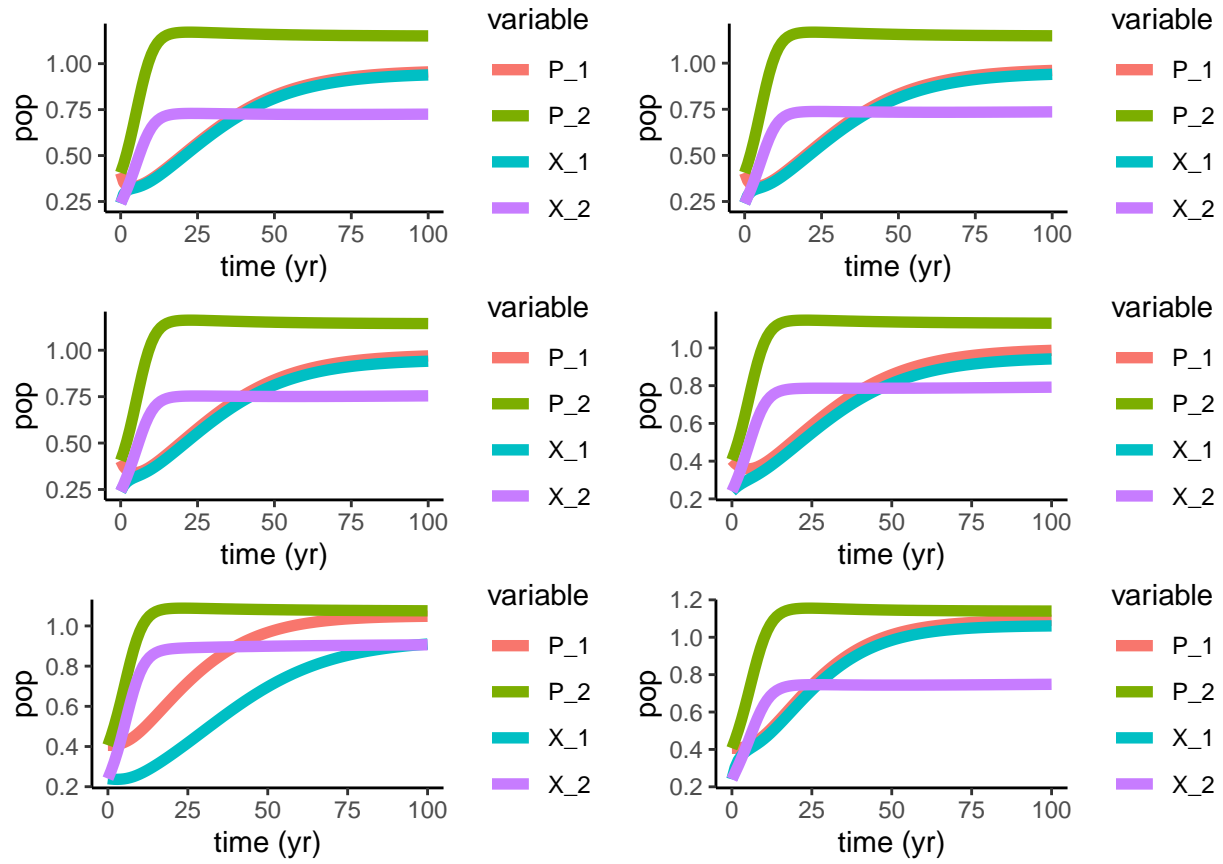 variable
pop
1.00
0.75
0.50
0.25
P_1
P_2
X_1
X_2
0 25 50 75 100
time (yr)
variable
pop
1.00
0.75
0.50
0.25
P_1
P_2
X_1
X_2
0 25 50 75 100
time (yr)
variable
pop
1.00
0.75
0.50
0.25
P_1
P_2
X_1
X_2
0 25 50 75 100
time (yr)
variable
pop
1.0
0.8
0.6
0.4
0.2
P_1
P_2
X_1
X_2
0 25 50 75 100
time (yr)
variable
pop
1.0
0.8
0.6
0.4
0.2
P_1
P_2
X_1
X_2
0 25 50 75 100
time (yr)
variable
pop
1.2
1.0
0.8
0.6
0.4
0.2
P_1
P_2
X_1
X_2
0 25 50 75 100
time (yr)